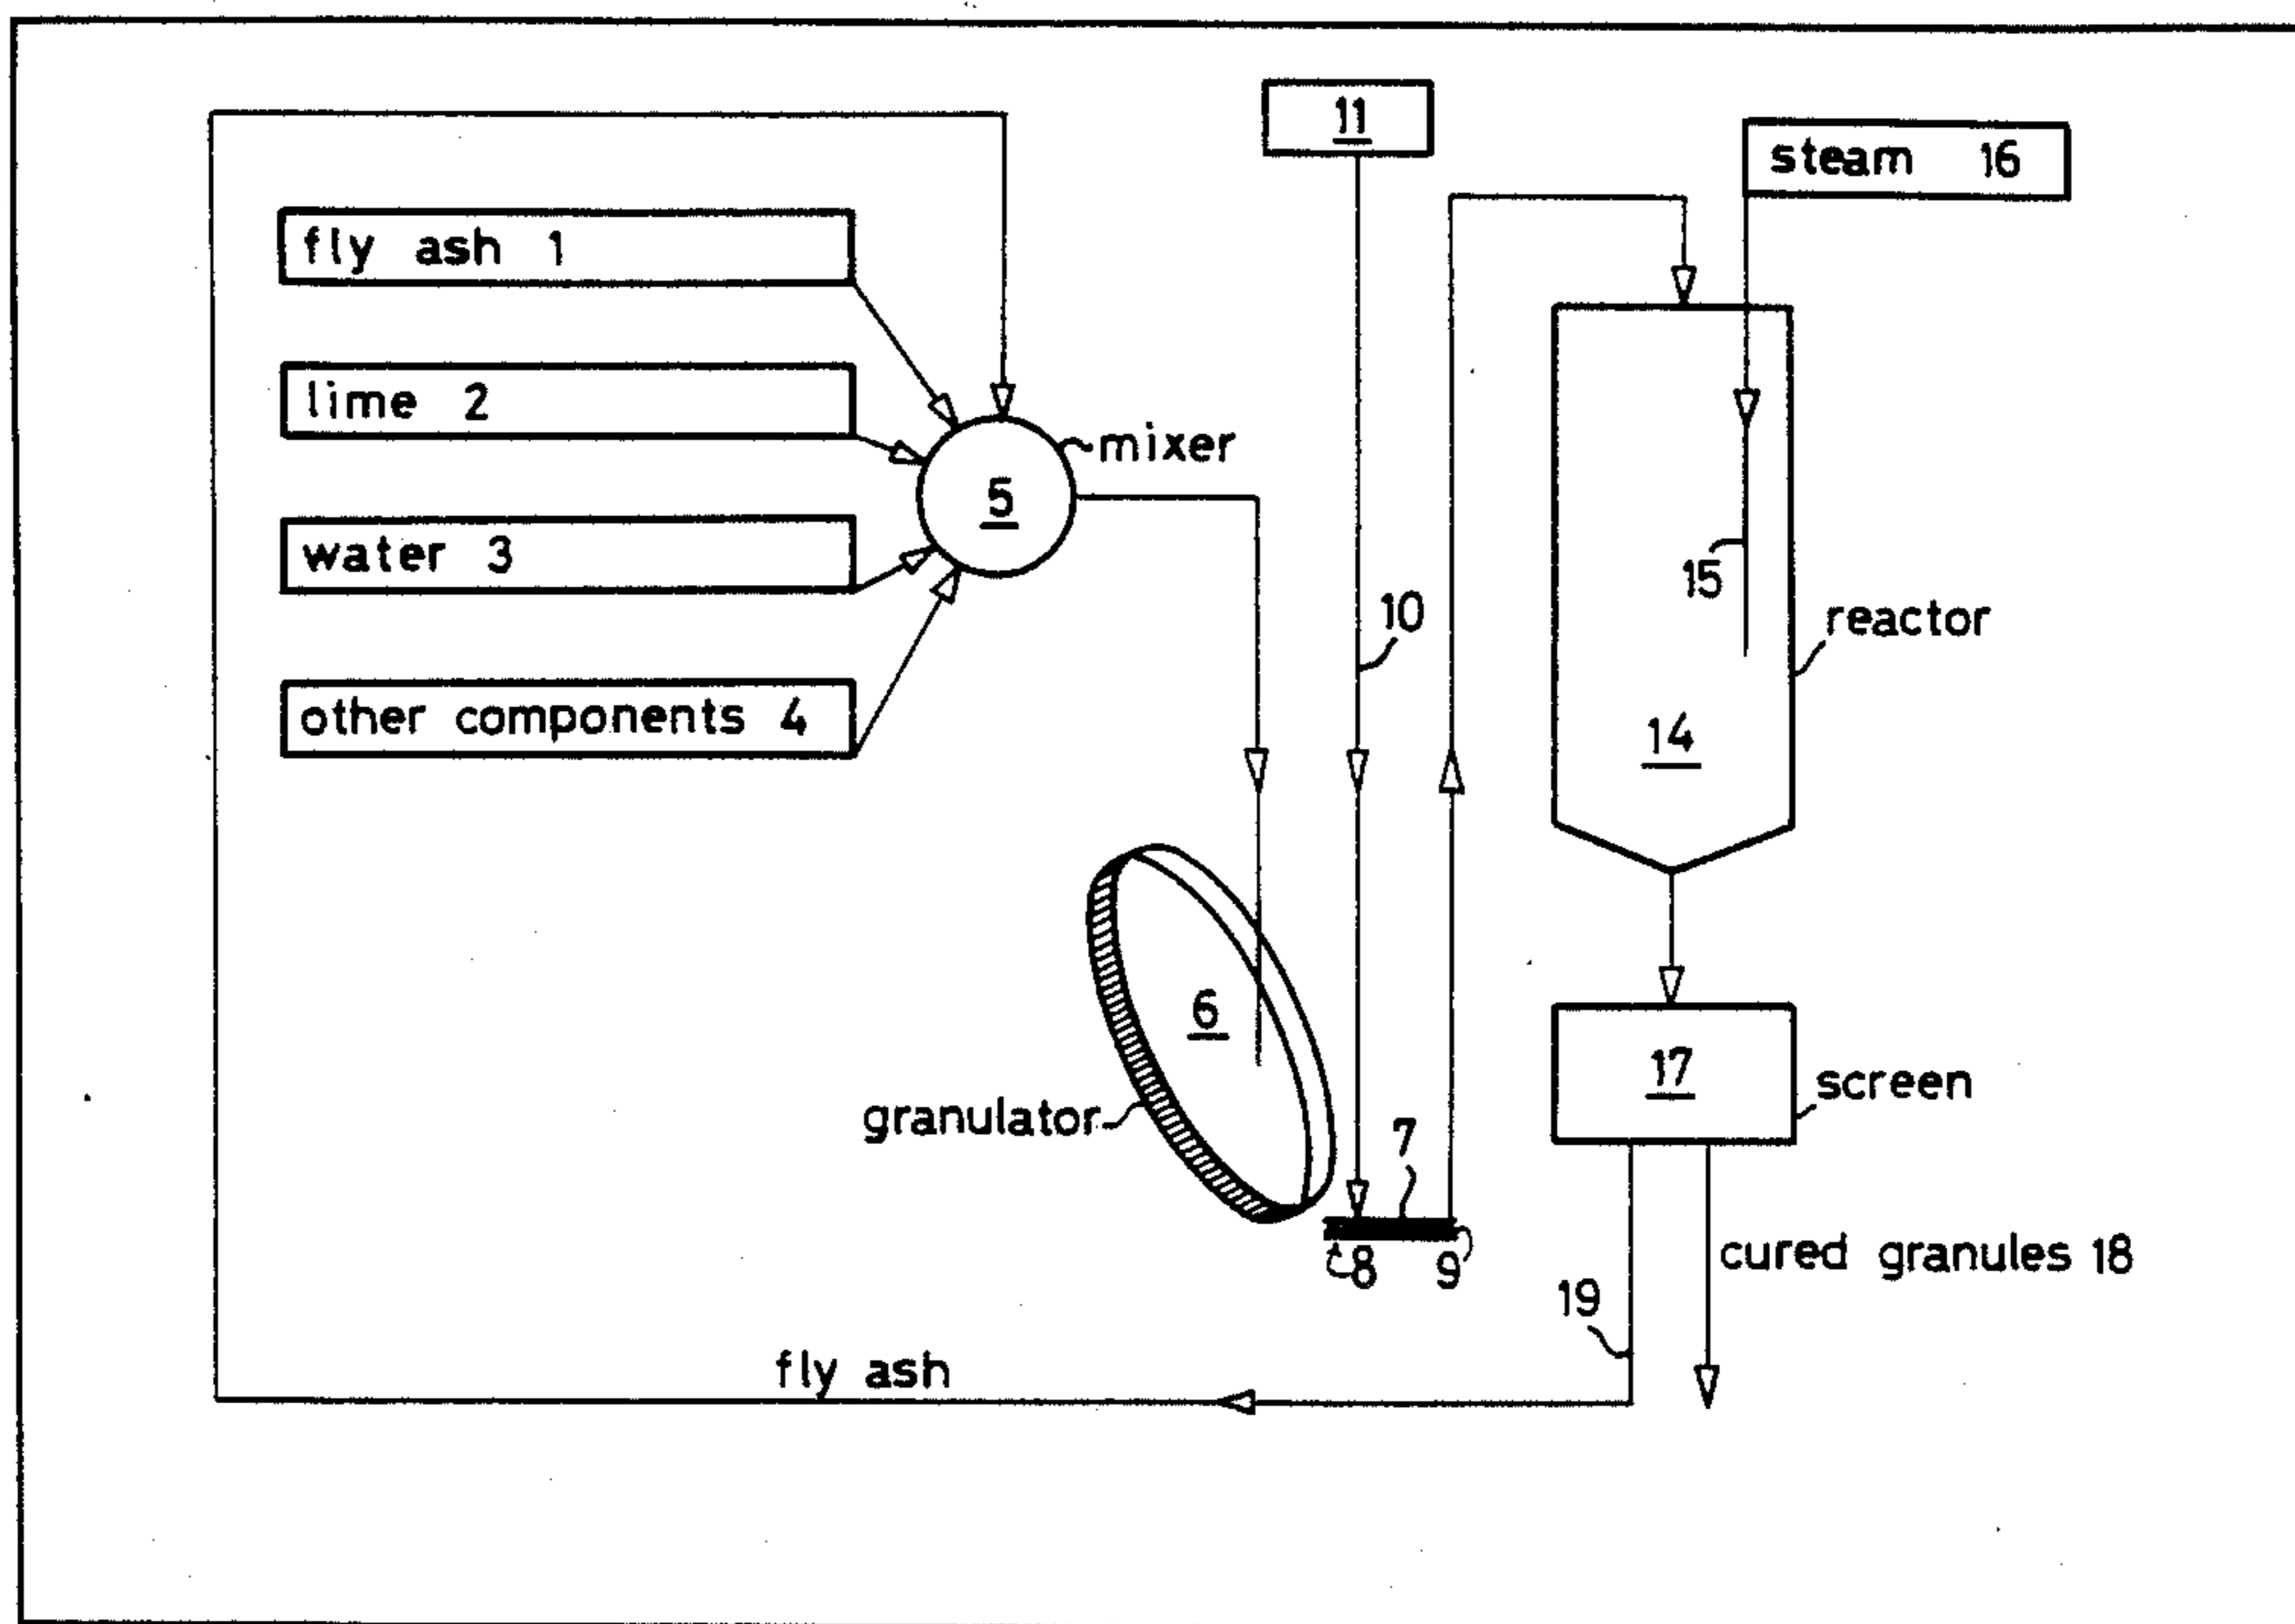 11
steam 16
fly ash 1
lime 2
mixer
5
water 3
15
10
reactor
other components 4
14
6
17
screen
granulator
7
8
9
cured granules 18
19
fly ash